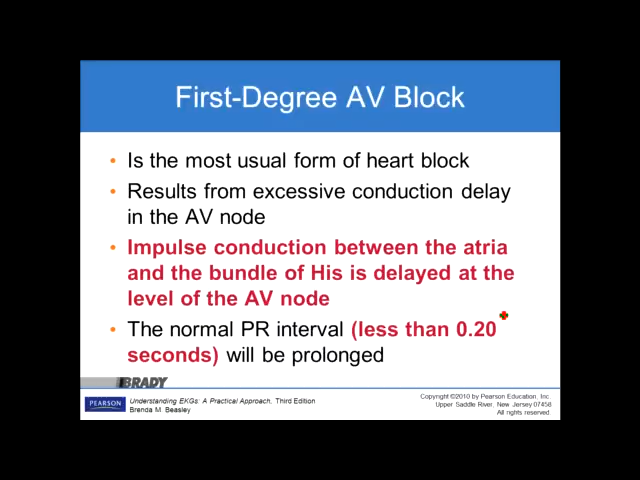 First-Degree AV Block
• Is the most usual form of heart block
• Results from excessive conduction delay
in the AV node
• Impulse conduction between the atria
and the bundle of His is delayed at the
level of the AV node
• The normal PR interval (less than 0.20
seconds) will be prolonged
BRADY
PEARSON
Understanding EKGs: A Practical Approach, Third Edition
Brenda M. Beasley
Copyright ©2010 by Pearson Education, Inc.
Upper Saddle River, New Jersey 07458
All rights reserved.